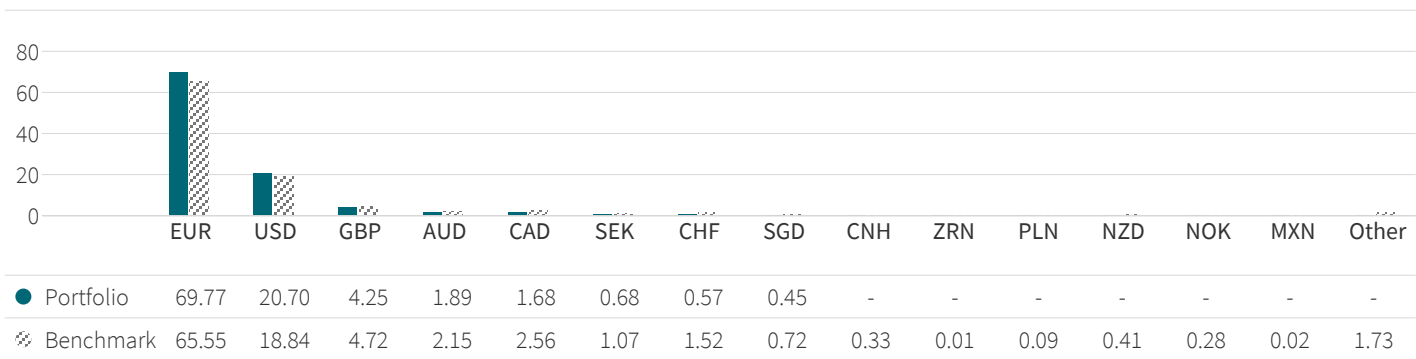 80
60
40
20
0
EUR USD GBP AUD CAD SEK CHF SGD CNH ZRN PLN NZD NOK MXN Other
Portfolio 69.77 20.70 4.25 1.89 1.68 0.68 0.57 0.45 - - - - - - -
Benchmark 65.55 18.84 4.72 2.15 2.56 1.07 1.52 0.72 0.33 0.01 0.09 0.41 0.28 0.02 1.73